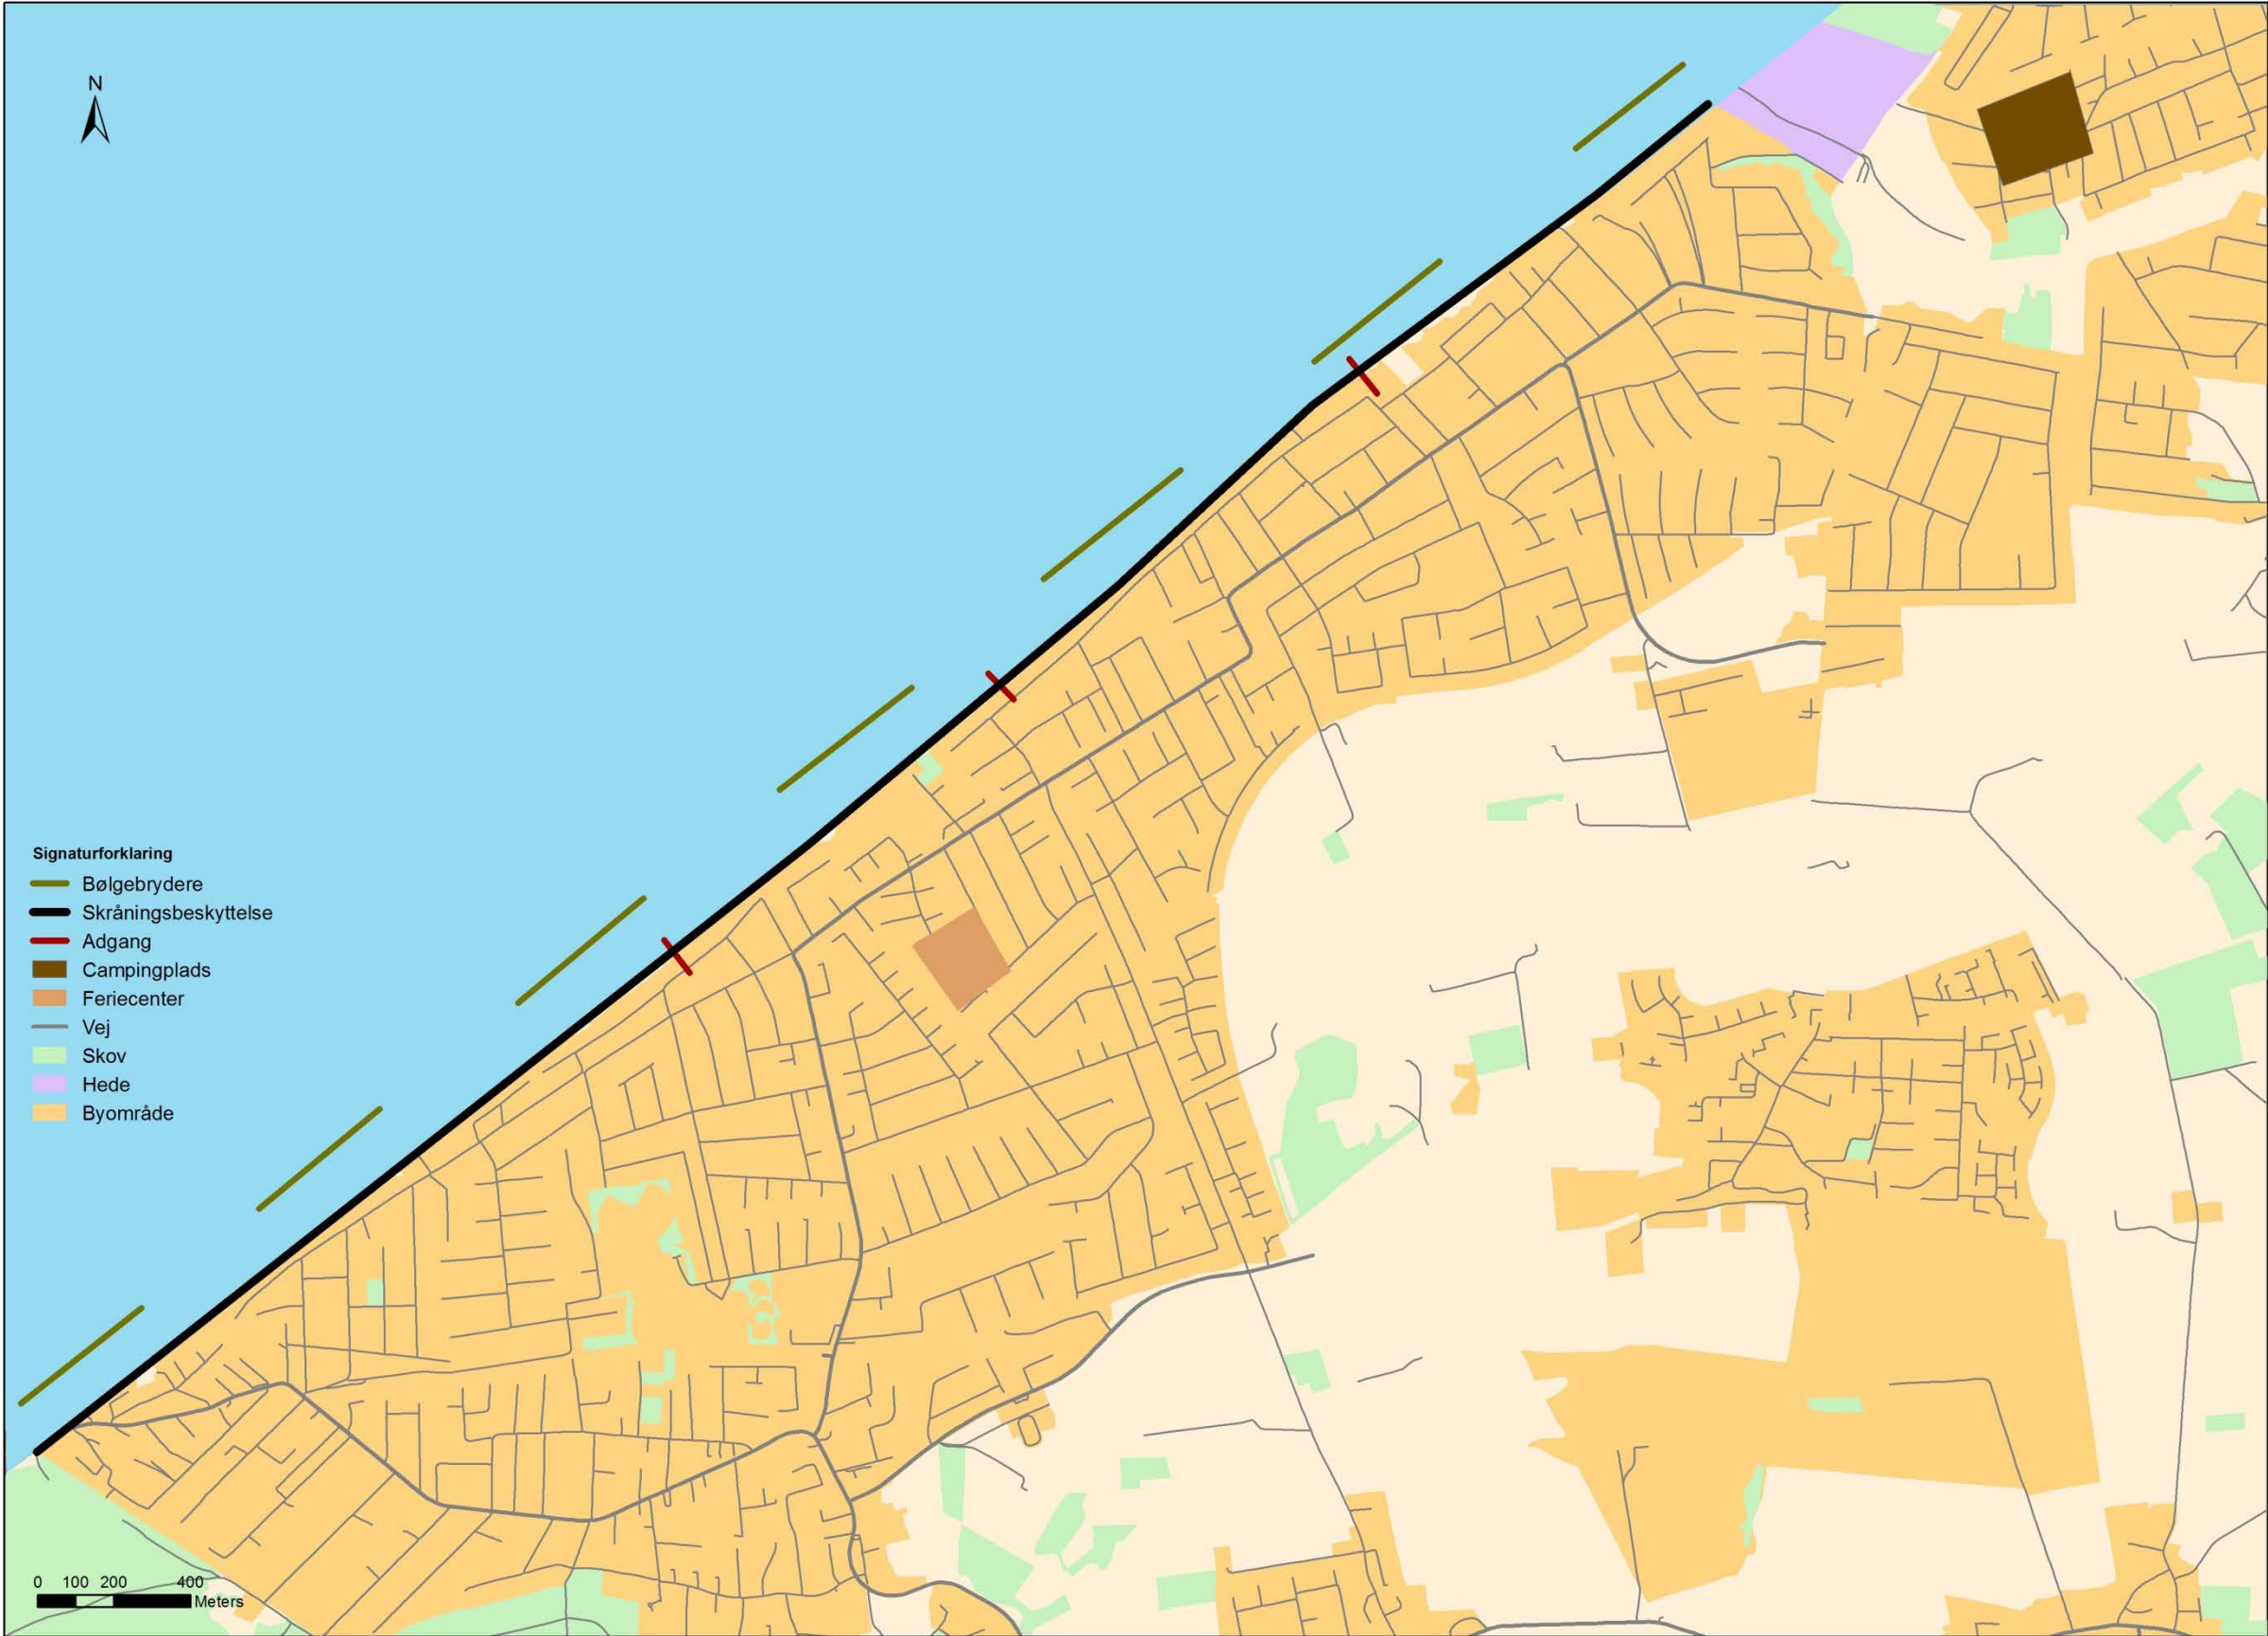 N
Signaturforklaring
Bølgebrydere
Skråningsbeskyttelse
Adgang
Campingplads
Feriecenter
Vej
Skov
Hede
Byområde
0 100 200 400
Meters